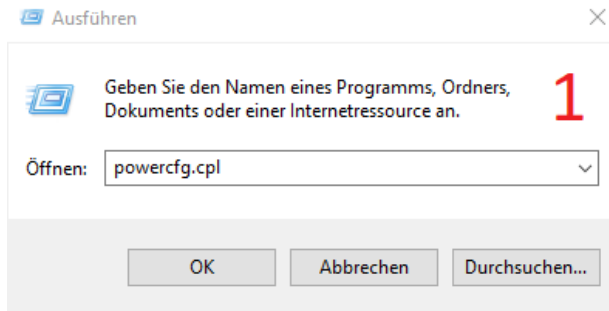 Ausführen
Geben Sie den Namen eines Programms, Ordners,
Dokuments oder einer Internetressource an.
1
Öffnen: powercfg.cpl
OK Abbrechen Durchsuchen...